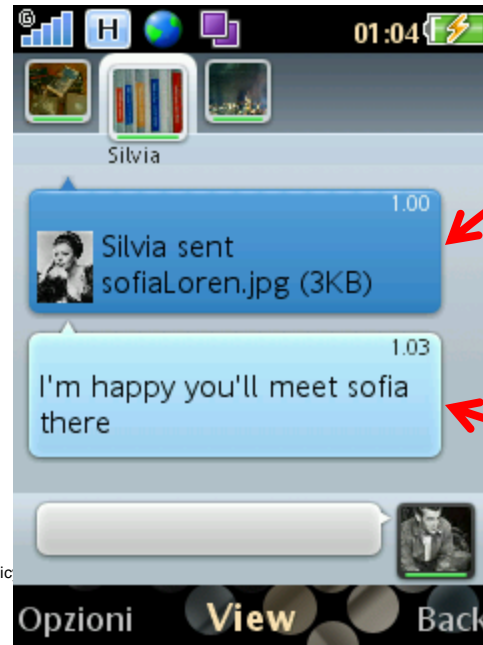 G
H
01:04
Silvia
1.00
Silvia sent
sofiaLoren.jpg (3KB)
1.03
I'm happy you'll meet sofia
there
Opzioni View Back